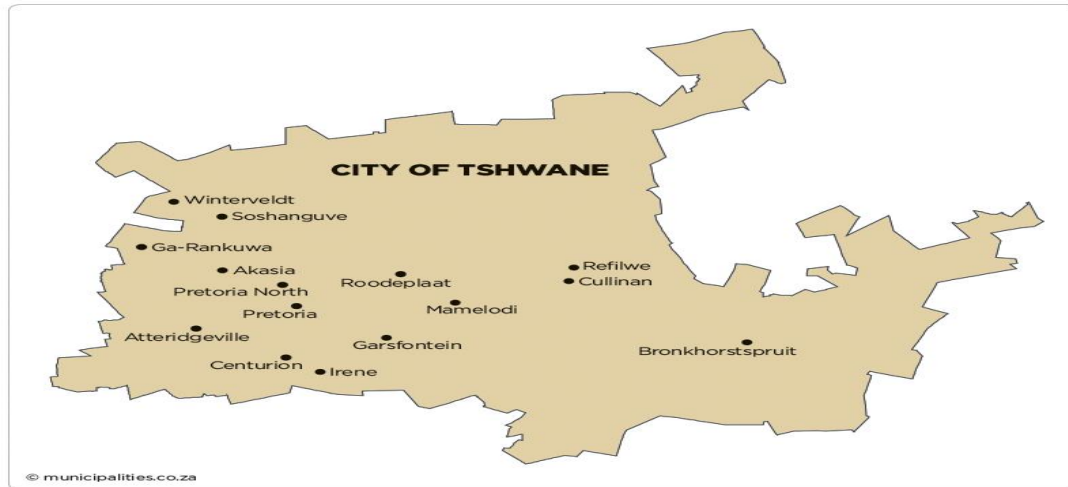 CITY OF TSHWANE
Winterveldt
Soshanguve
Ga-Rankuwa
Akasia
Refilwe
Roodeplaat
Cullinan
Pretoria North
Mamelodi
Pretoria
Atteridgeville
Garsfontein
Bronkhorstspruit
Centurion
Irene
© municipalities.co.za